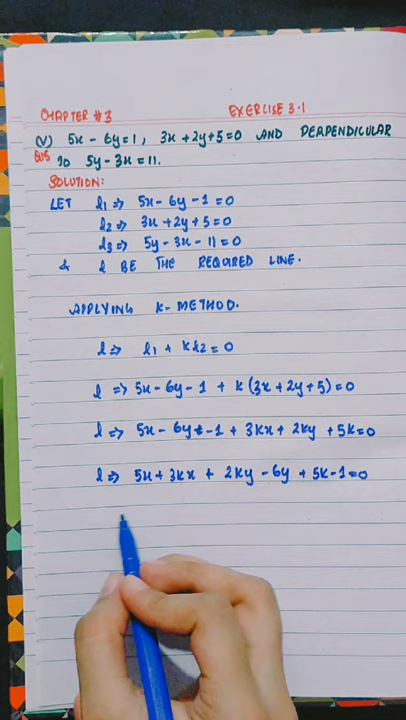 CHAPTER #3 EXERCISE 3.1
(V) 5x - 6y = 1, 3x + 2y + 5 = 0 AND PERPENDICULAR
Q15 TO 5y - 3x = 11.
SOLUTION:
LET l1 ⇒ 5x - 6y - 1 = 0
l2 ⇒ 3x + 2y + 5 = 0
l3 ⇒ 5y - 3x - 11 = 0
& l BE THE REQUIRED LINE.
APPLYING K-METHOD.
l ⇒ l1 + kl2 = 0
l ⇒ 5x - 6y - 1 + k(3x + 2y + 5) = 0
l ⇒ 5x - 6y - 1 + 3kx + 2ky + 5k = 0
l ⇒ 5x + 3kx + 2ky - 6y + 5k - 1 = 0